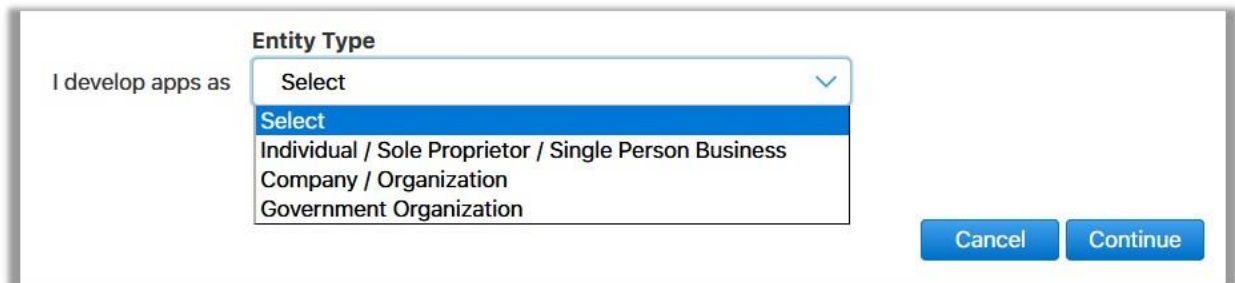 Entity Type
I develop apps as Select
Select
Individual / Sole Proprietor / Single Person Business
Company / Organization
Government Organization
Cancel Continue